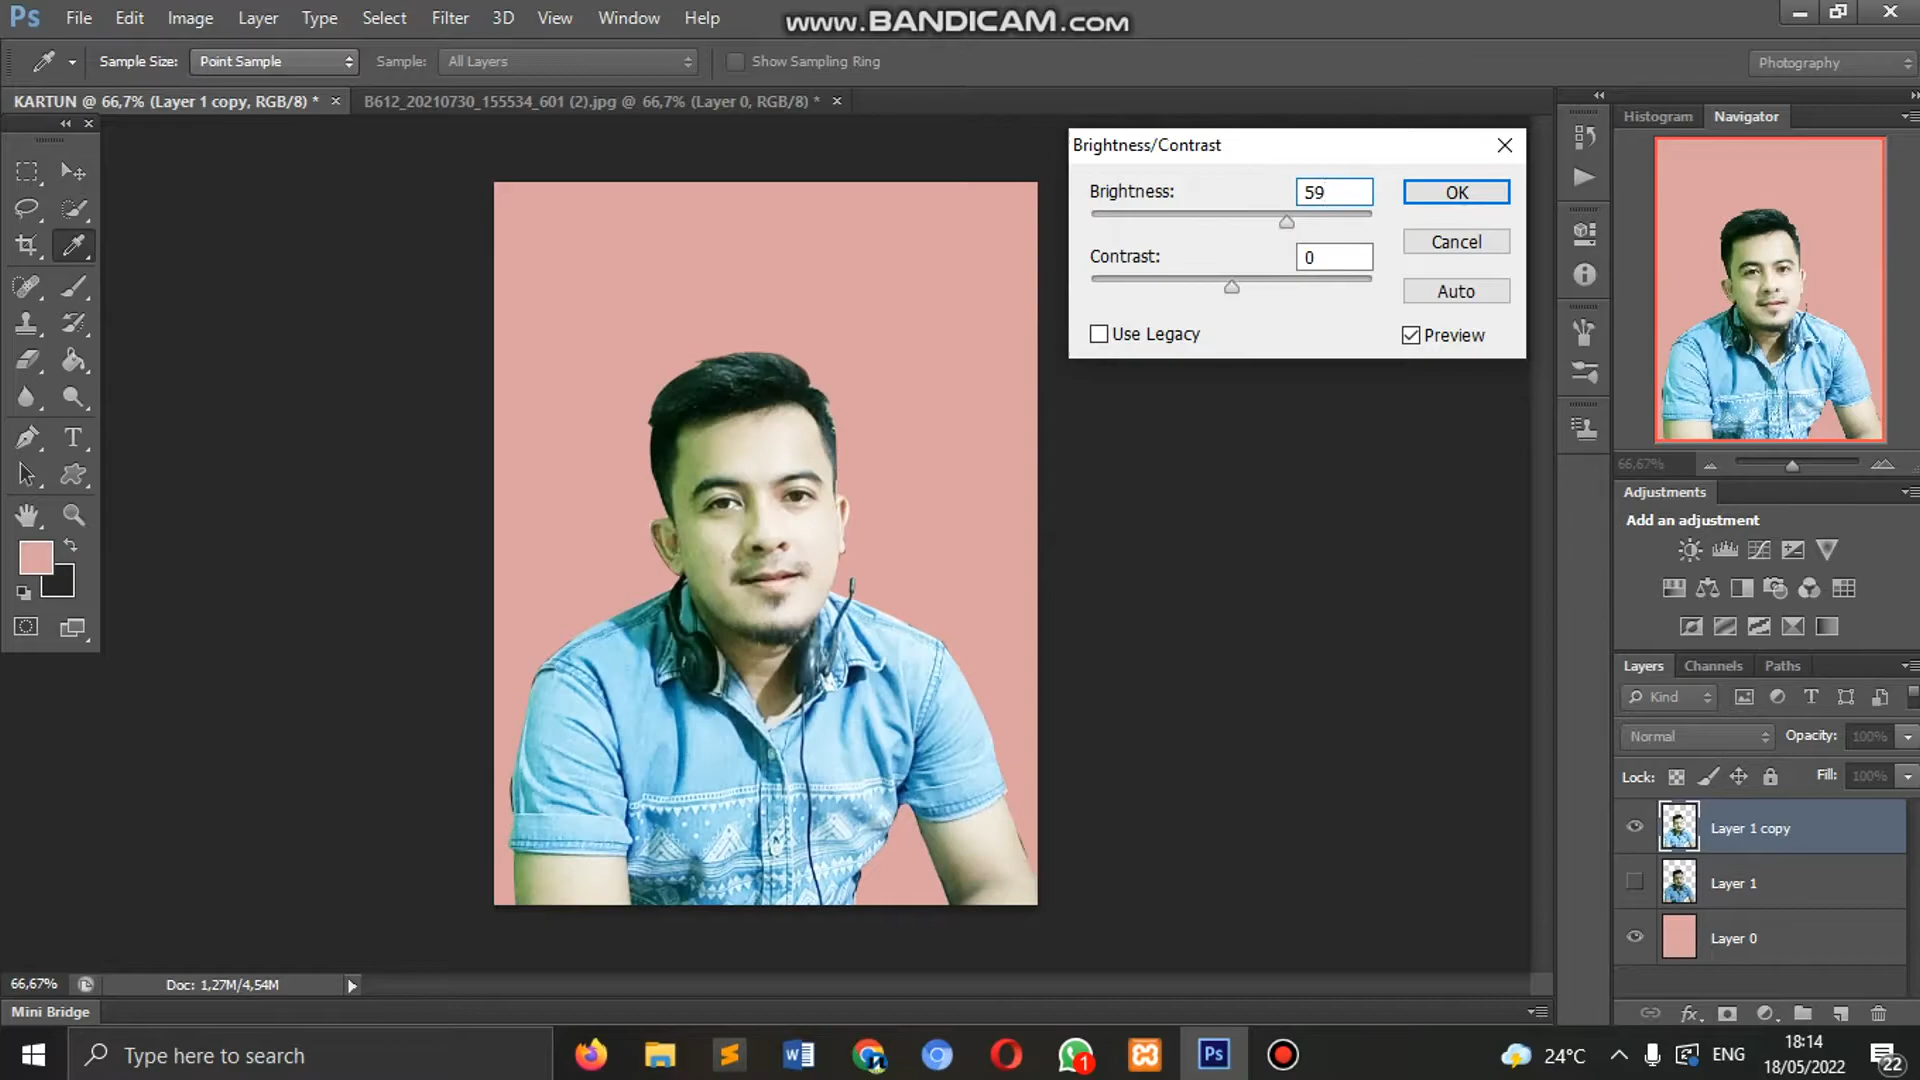 Ps File Edit Image Layer Type Select Filter 3D View Window Help
www.BANDICAM.com
Sample Size: Point Sample Sample: All Layers Show Sampling Ring Photography
KARTUN @ 66,7% (Layer 1 copy, RGB/8) * × B612_20210730_155534_601 (2).jpg @ 66,7% (Layer 0, RGB/8) * ×
Histogram Navigator
Brightness/Contrast
Brightness: 59 OK
Cancel
Contrast: 0
Auto
Use Legacy Preview
66,67%
Adjustments
Add an adjustment
Layers Channels Paths
Kind
Normal Opacity: 100%
Lock: Fill: 100%
Layer 1 copy
Layer 1
Layer 0
fx
66,67% Doc: 1,27M/4,54M
Mini Bridge
Type here to search
1
Ps
24°C ENG
18:14
18/05/2022
22